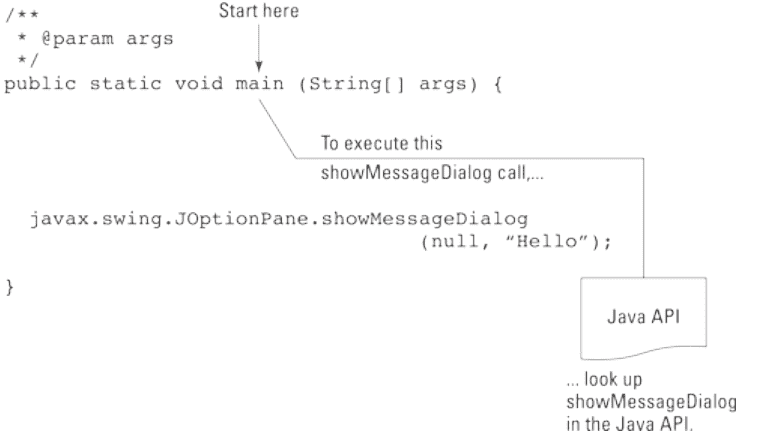 /**
Start here
 * @param args
 */
public static void main (String[] args) {
To execute this
showMessageDialog call,...
javax.swing.JOptionPane.showMessageDialog
(null, “Hello”);
}
Java API
... look up
showMessageDialog
in the Java API.